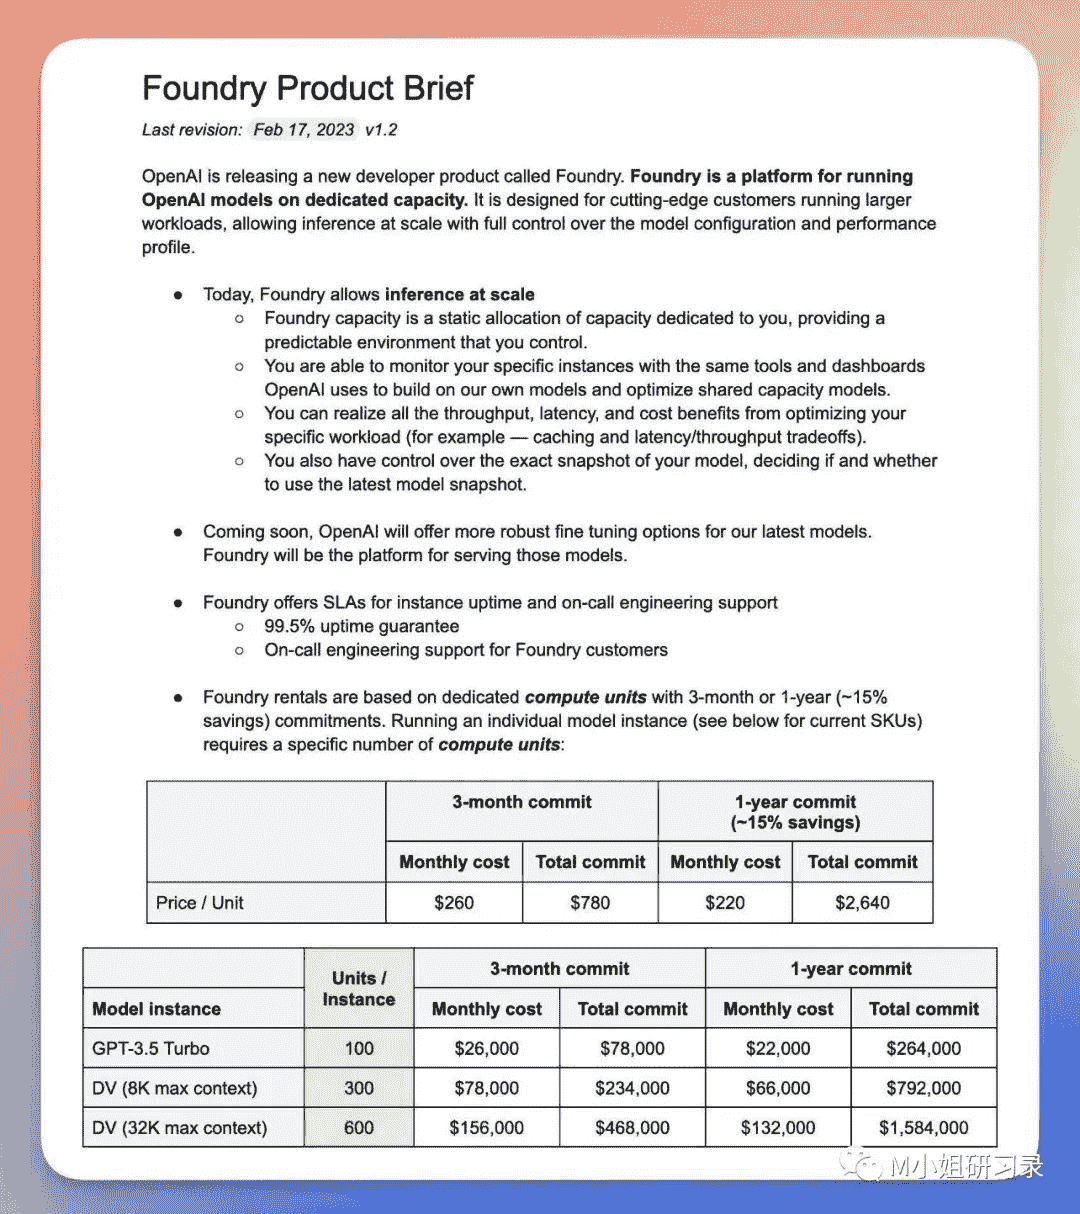 Foundry Product Brief
Last revision: Feb 17, 2023 v1.2
OpenAI is releasing a new developer product called Foundry. Foundry is a platform for running
OpenAI models on dedicated capacity. It is designed for cutting-edge customers running larger
workloads, allowing inference at scale with full control over the model configuration and performance
profile.
● Today, Foundry allows inference at scale
○ Foundry capacity is a static allocation of capacity dedicated to you, providing a
predictable environment that you control.
○ You are able to monitor your specific instances with the same tools and dashboards
OpenAI uses to build on our own models and optimize shared capacity models.
○ You can realize all the throughput, latency, and cost benefits from optimizing your
specific workload (for example — caching and latency/throughput tradeoffs).
○ You also have control over the exact snapshot of your model, deciding if and whether
to use the latest model snapshot.
● Coming soon, OpenAI will offer more robust fine tuning options for our latest models.
Foundry will be the platform for serving those models.
● Foundry offers SLAs for instance uptime and on-call engineering support
○ 99.5% uptime guarantee
○ On-call engineering support for Foundry customers
● Foundry rentals are based on dedicated compute units with 3-month or 1-year (~15%
savings) commitments. Running an individual model instance (see below for current SKUs)
requires a specific number of compute units:
3-month commit 1-year commit
(~15% savings)
Monthly cost Total commit Monthly cost Total commit
Price / Unit $260 $780 $220 $2,640
Units / Instance 3-month commit 1-year commit
Model instance Monthly cost Total commit Monthly cost Total commit
GPT-3.5 Turbo 100 $26,000 $78,000 $22,000 $264,000
DV (8K max context) 300 $78,000 $234,000 $66,000 $792,000
DV (32K max context) 600 $156,000 $468,000 $132,000 $1,584,000
M小姐研习录